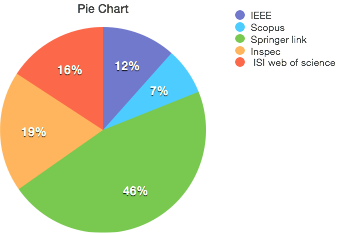 Pie Chart
IEEE
Scopus
Springer link
Inspec
ISI web of science
12%
7%
46%
19%
16%